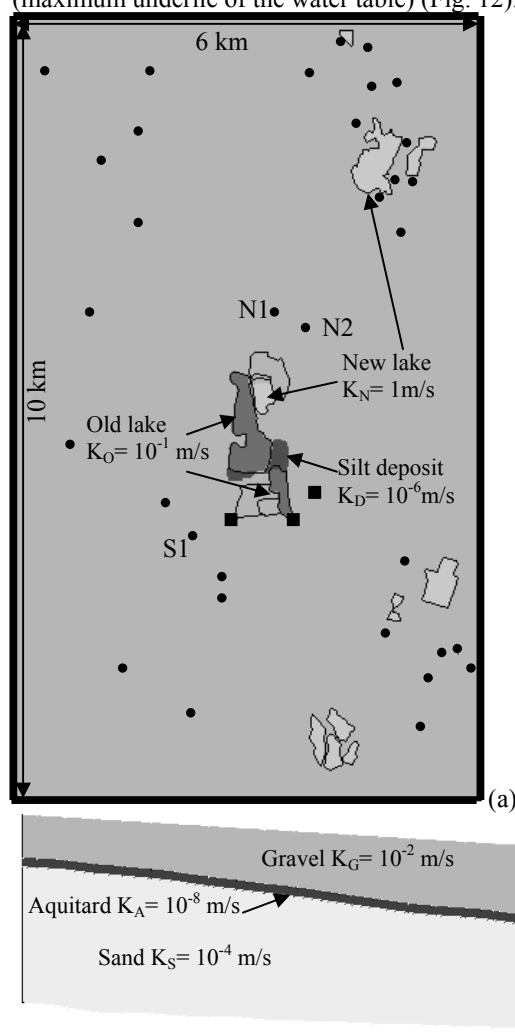 (maximum underlie of the water table) (Fig. 12).
6 km
10 km
N1
N2
New lake
K_N= 1m/s
Old lake
K_O= 10^-1 m/s
Silt deposit
K_D= 10^-6 m/s
S1
(a)
Gravel K_G= 10^-2 m/s
Aquitard K_A= 10^-8 m/s
Sand K_S= 10^-4 m/s